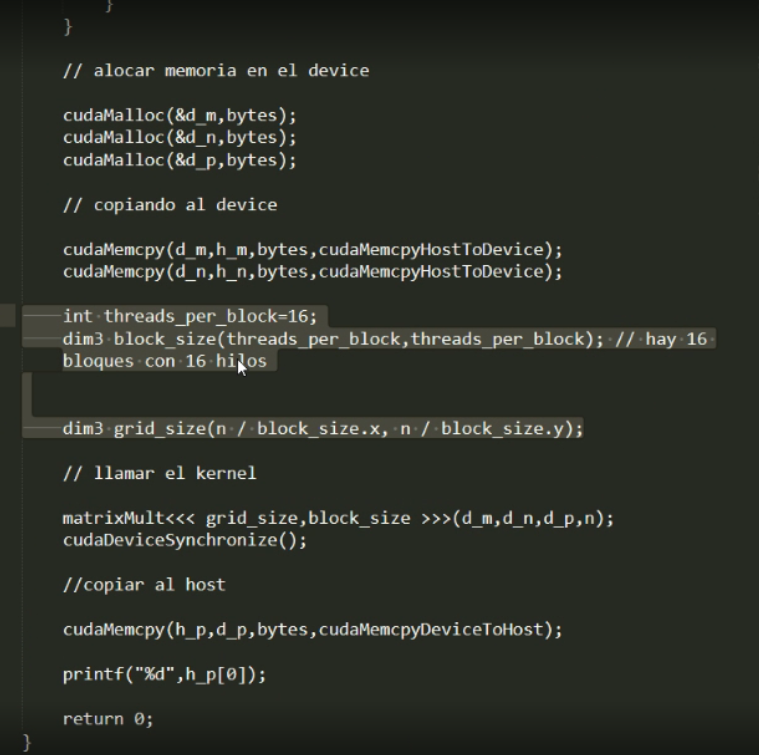 }
}
// alocar memoria en el device
cudaMalloc(&d_m,bytes);
cudaMalloc(&d_n,bytes);
cudaMalloc(&d_p,bytes);
// copiando al device
cudaMemcpy(d_m,h_m,bytes,cudaMemcpyHostToDevice);
cudaMemcpy(d_n,h_n,bytes,cudaMemcpyHostToDevice);
int threads_per_block=16;
dim3 block_size(threads_per_block,threads_per_block); // hay 16
bloques con 16 hilos
dim3 grid_size(n / block_size.x, n / block_size.y);
// llamar el kernel
matrixMult<<< grid_size,block_size >>>(d_m,d_n,d_p,n);
cudaDeviceSynchronize();
//copiar al host
cudaMemcpy(h_p,d_p,bytes,cudaMemcpyDeviceToHost);
printf("%d",h_p[0]);
return 0;
}